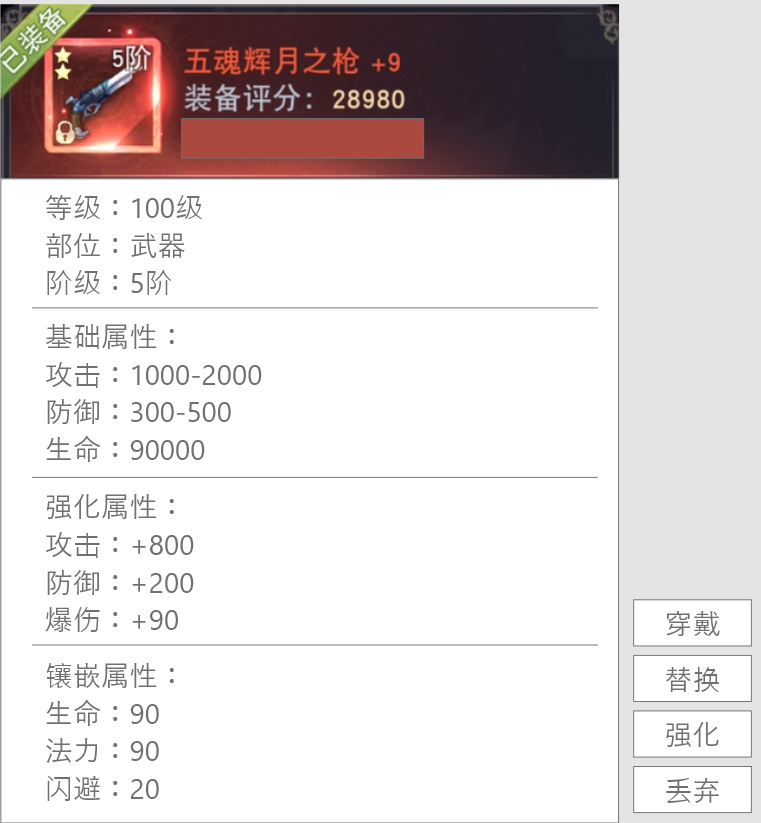 已装备
5阶
五魂辉月之枪 +9
装备评分：28980
等级：100级
部位：武器
阶级：5阶
基础属性：
攻击：1000-2000
防御：300-500
生命：90000
强化属性：
攻击：+800
防御：+200
爆伤：+90
镶嵌属性：
生命：90
法力：90
闪避：20
穿戴
替换
强化
丢弃